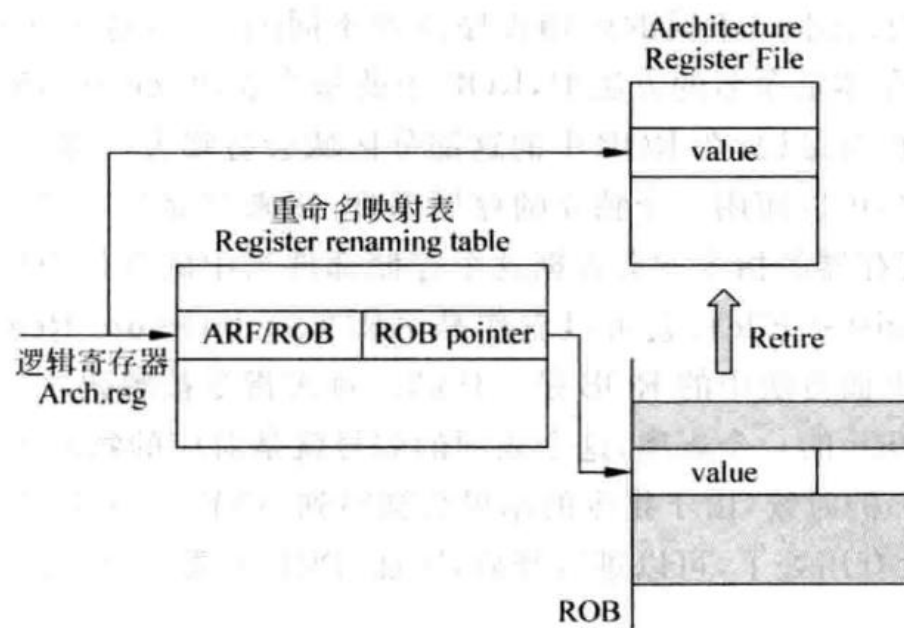 Architecture
Register File
value
重命名映射表
Register renaming table
ARF/ROB
ROB pointer
逻辑寄存器
Arch.reg
Retire
value
ROB